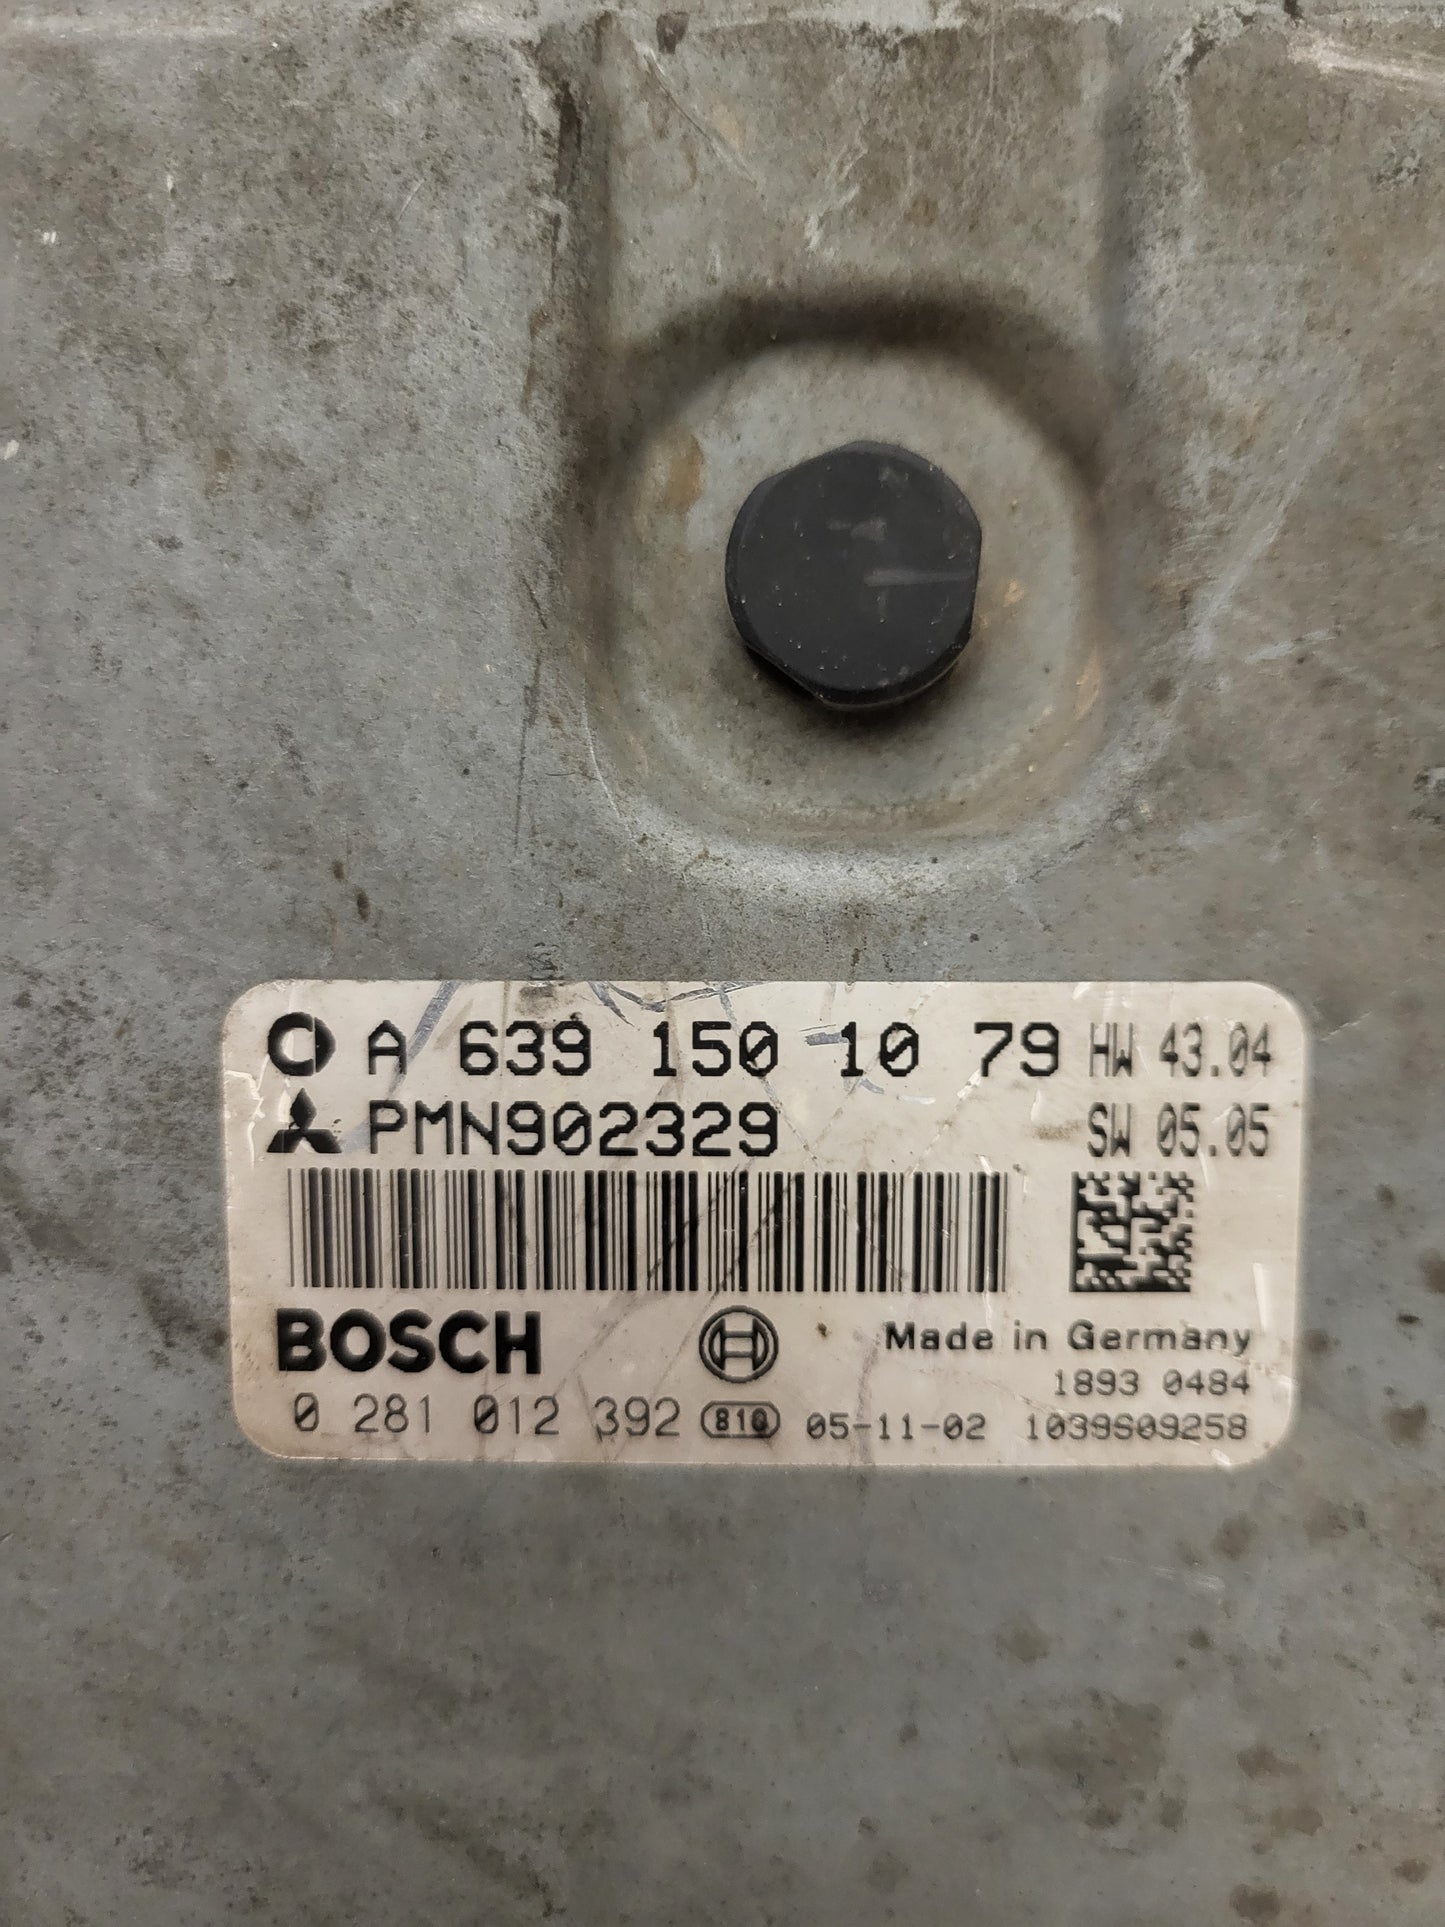 A 639 150 10 79 HW 43.04
PMN902329 SW 05.05
BOSCH Made in Germany
1893 0484
0 281 012 392 810 05-11-02 1039S09258